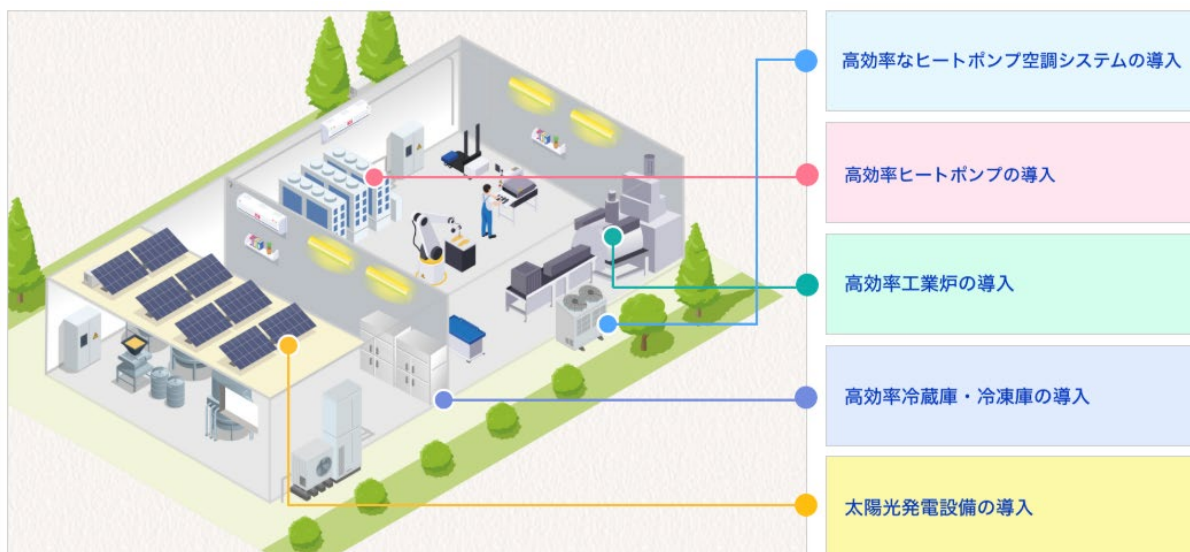 高効率なヒートポンプ空調システムの導入
高効率ヒートポンプの導入
高効率工業炉の導入
高効率冷蔵庫・冷凍庫の導入
太陽光発電設備の導入